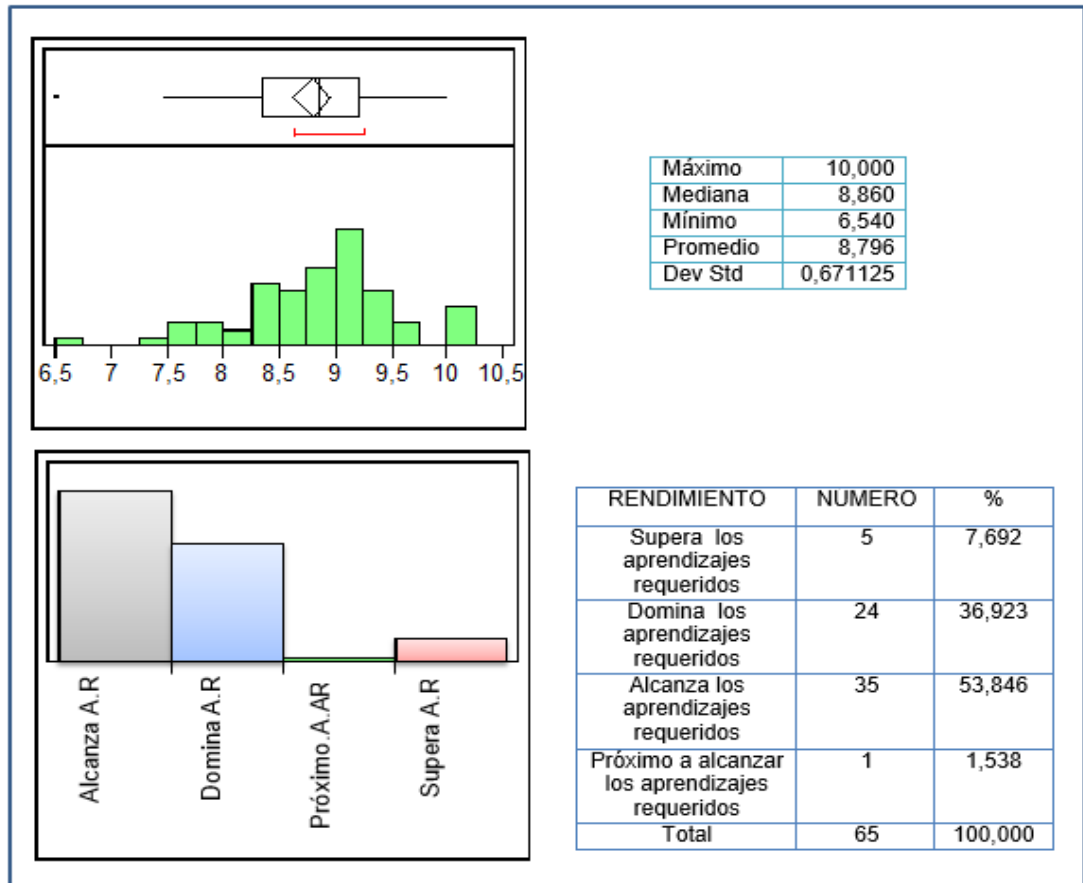 6,5 7 7,5 8 8,5 9 9,5 10 10,5
Máximo 10,000
Mediana 8,860
Mínimo 6,540
Promedio 8,796
Dev Std 0,671125
Alcanza A.R
Domina A.R
Próximo.A.AR
Supera A.R
RENDIMIENTO NUMERO %
Supera los 5 7,692
aprendizajes
requeridos
Domina los 24 36,923
aprendizajes
requeridos
Alcanza los 35 53,846
aprendizajes
requeridos
Próximo a alcanzar 1 1,538
los aprendizajes
requeridos
Total 65 100,000